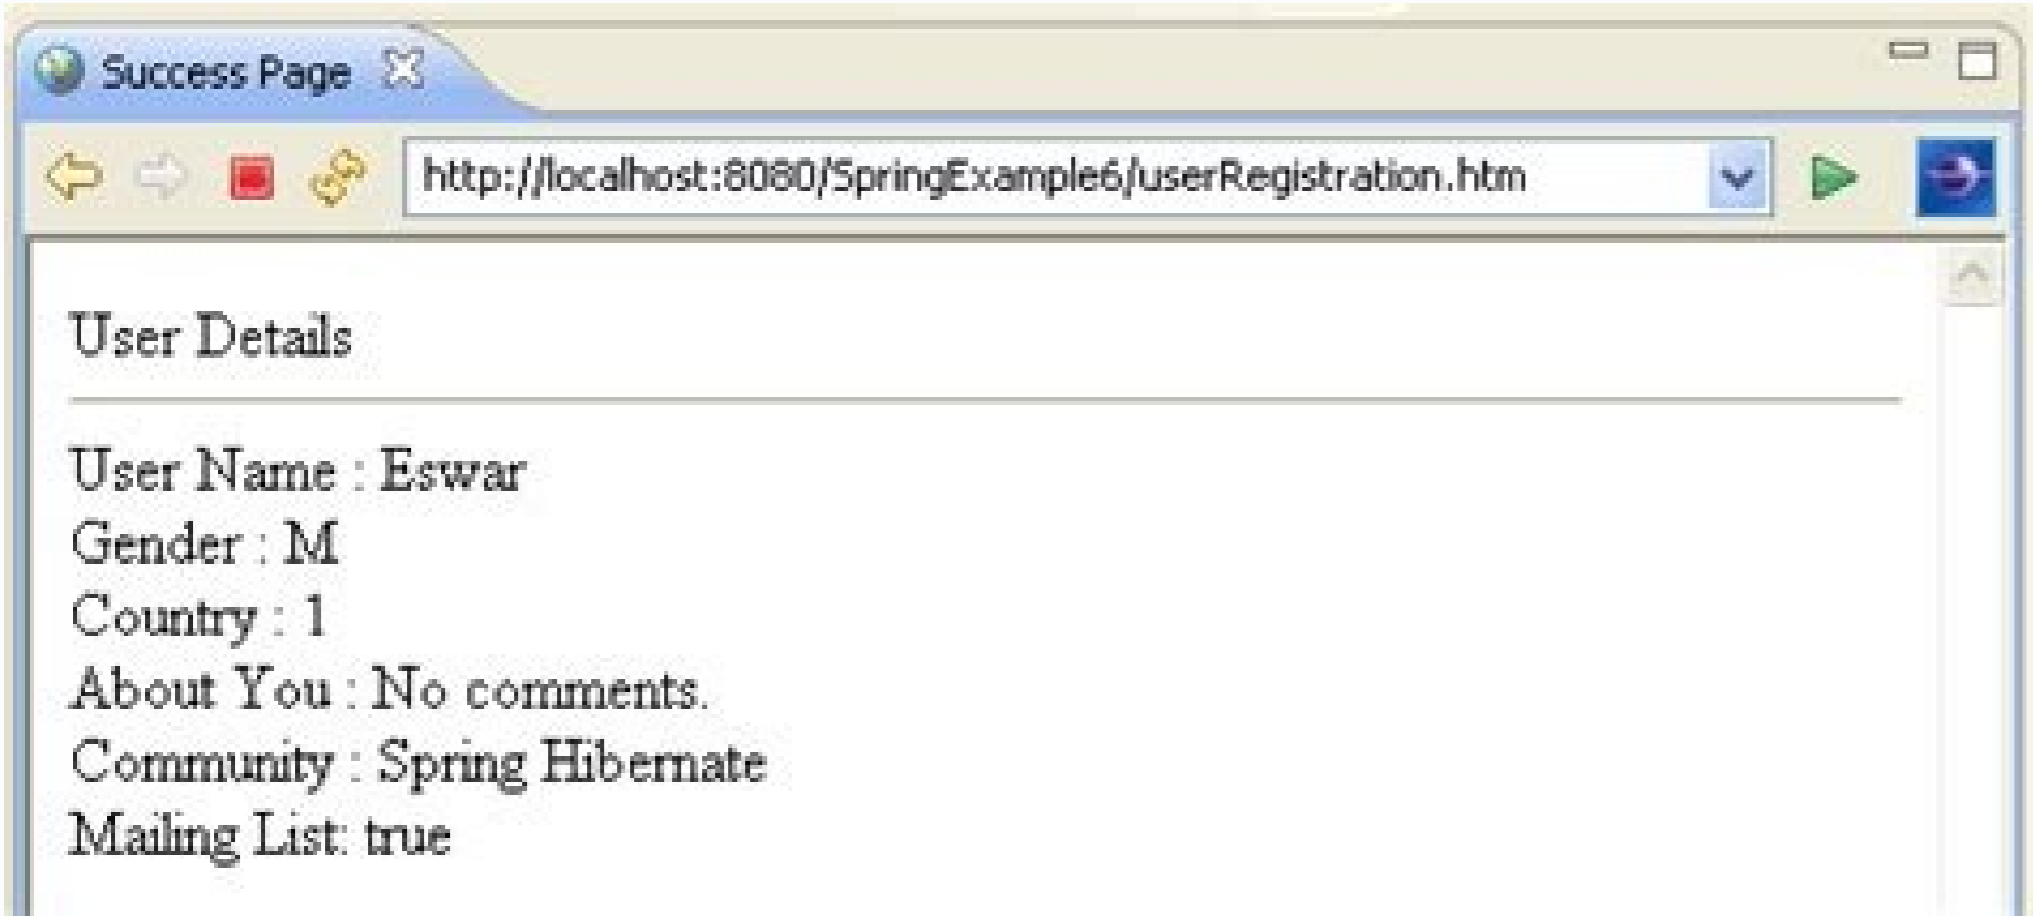 Success Page
http://localhost:8080/SpringExample6/userRegistration.htm
User Details
User Name : Eswar
Gender : M
Country : 1
About You : No comments.
Community : Spring Hibernate
Mailing List: true